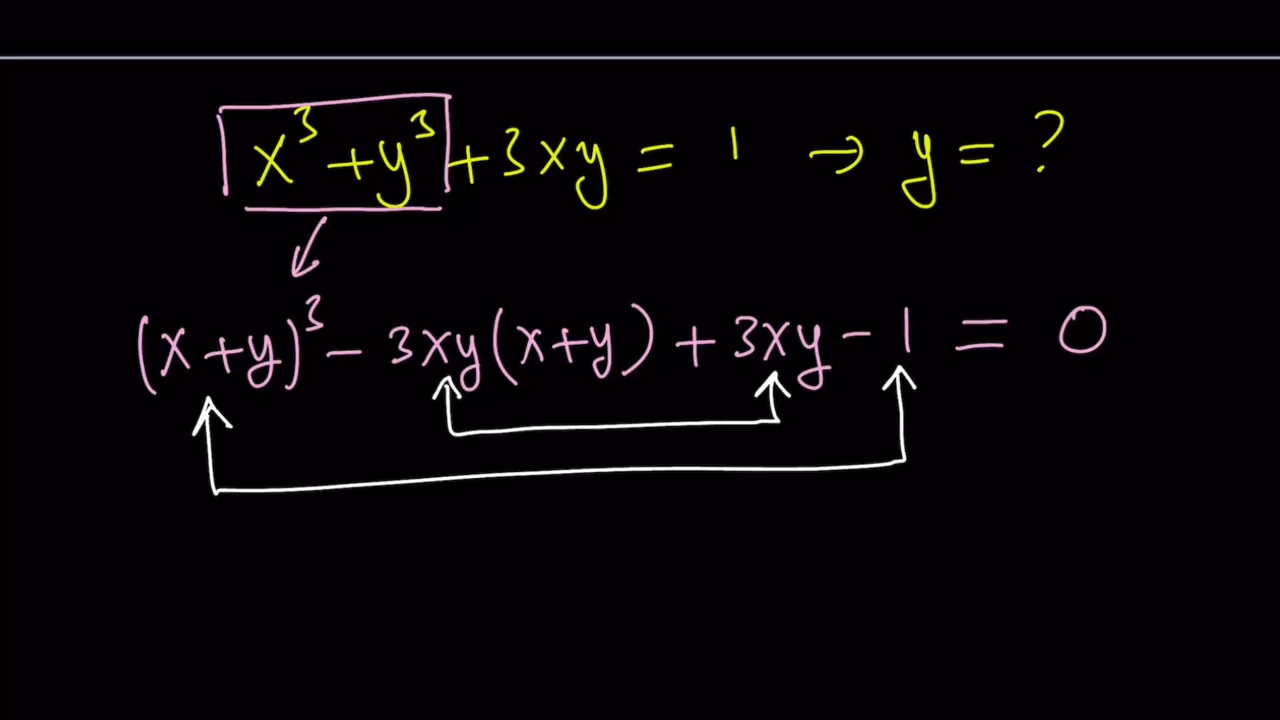 x³ + y³ + 3xy = 1 → y = ?
(x + y)³ − 3xy(x + y) + 3xy − 1 = 0